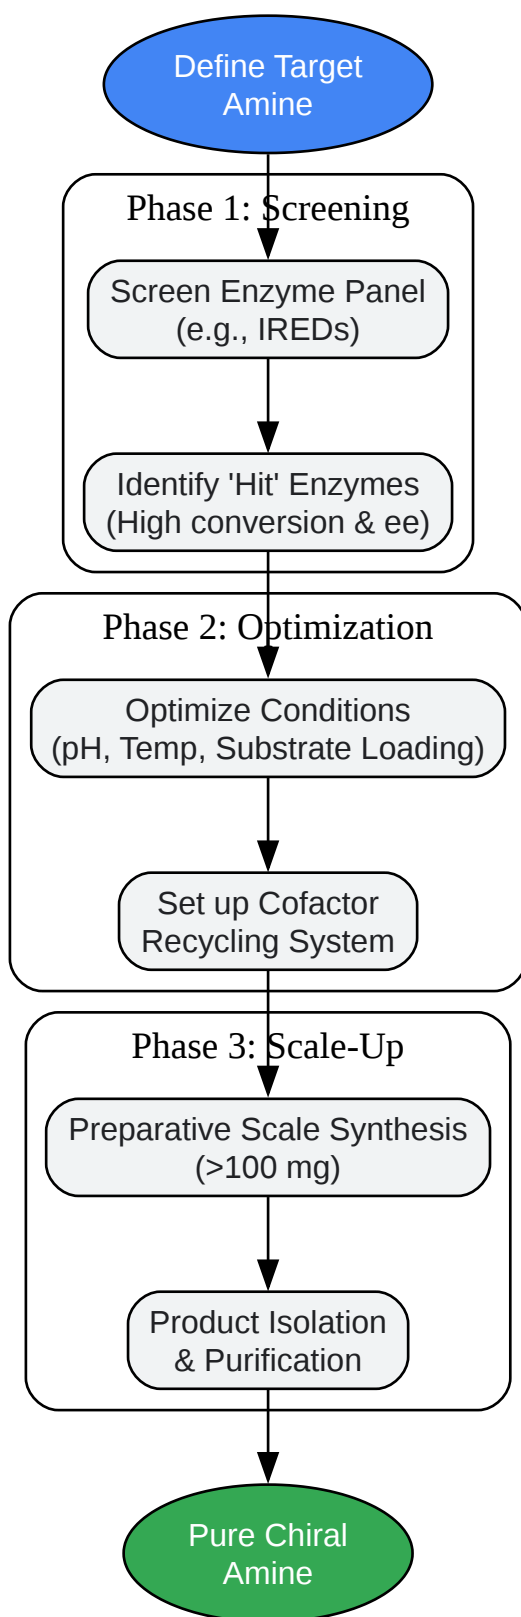 Define Target
Amine
Phase 1: Screening
Screen Enzyme Panel
(e.g., IREDs)
Identify 'Hit' Enzymes
(High conversion & ee)
Phase 2: Optimization
Optimize Conditions
(pH, Temp, Substrate Loading)
Set up Cofactor
Recycling System
Phase 3: Scale-Up
Preparative Scale Synthesis
(>100 mg)
Product Isolation
& Purification
Pure Chiral
Amine